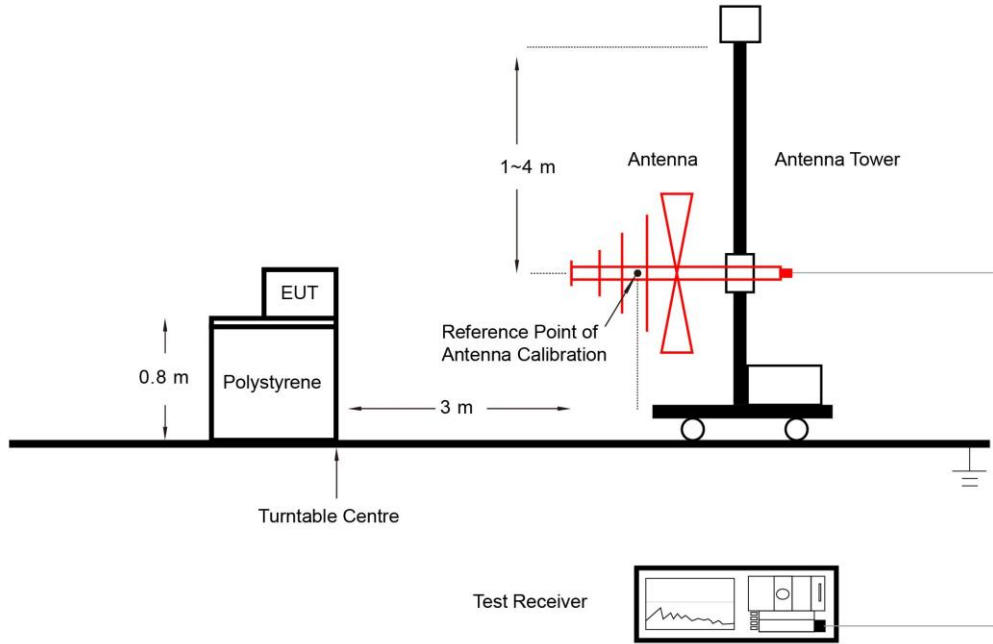 1~4 m
Antenna
Antenna Tower
EUT
Reference Point of
Antenna Calibration
0.8 m
Polystyrene
3 m
Turntable Centre
Test Receiver